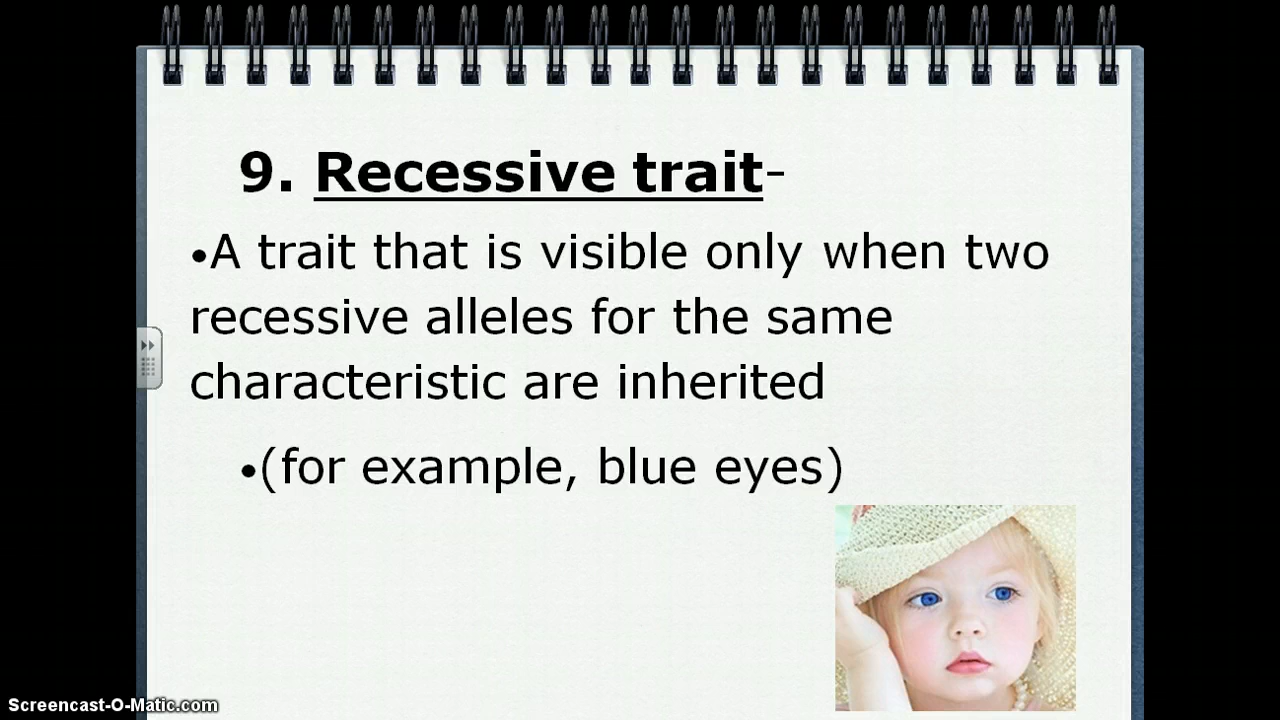 9. Recessive trait-
•A trait that is visible only when two
recessive alleles for the same
characteristic are inherited
•(for example, blue eyes)
Screencast-O-Matic.com